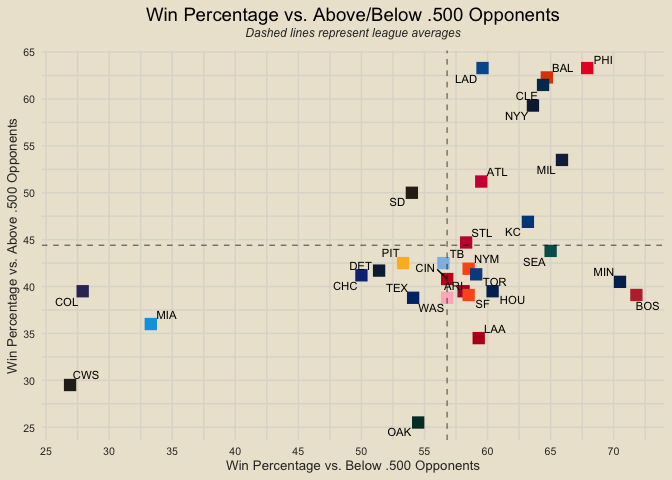 Win Percentage vs. Above/Below .500 Opponents
Dashed lines represent league averages
Win Percentage vs. Above .500 Opponents
65
60
55
50
45
40
35
30
25
PHI
BAL
LAD
CLE
NYY
MIL
ATL
SD
KC
STL
SEA
PIT
TB
DET
CIN
NYM
CHC
TOR
MIN
TEX
ARI
HOU
COL
WAS
SF
BOS
MIA
LAA
CWS
OAK
25
30
35
40
45
50
55
60
65
70
Win Percentage vs. Below .500 Opponents